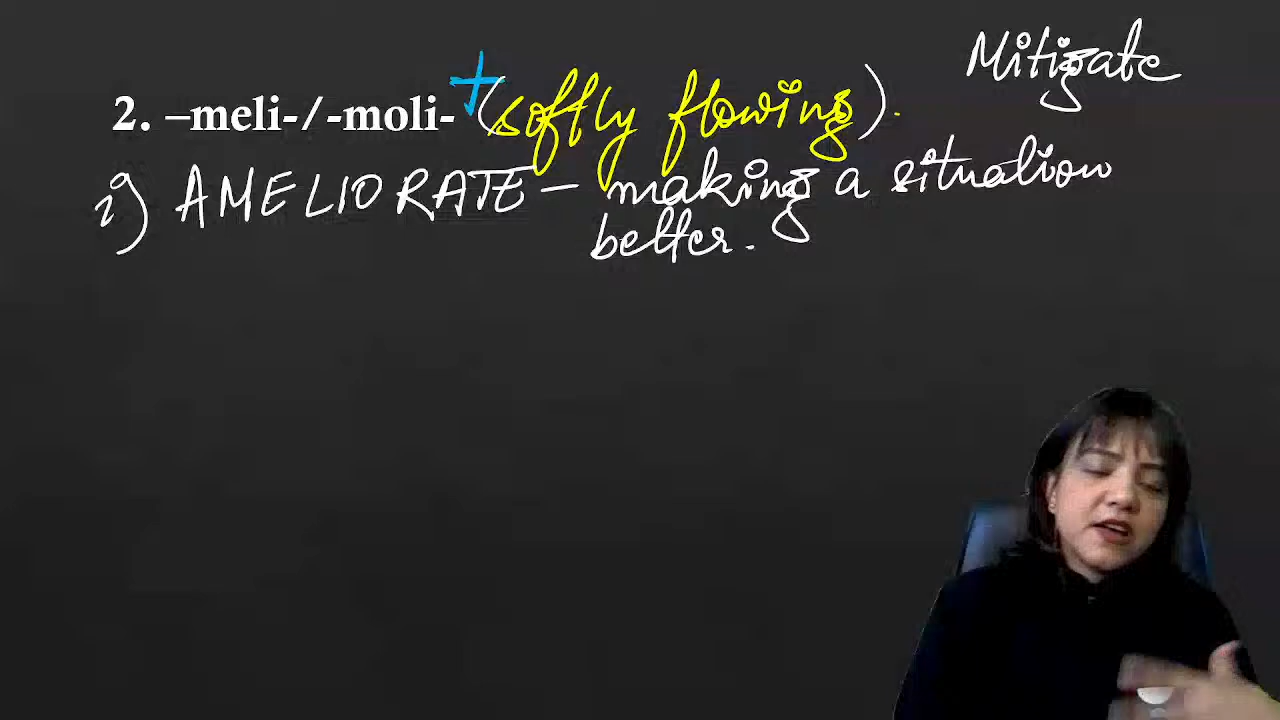 Mitigate
2. –meli-/-moli- + (softly flowing).
i) AMELIORATE – making a situation
better.